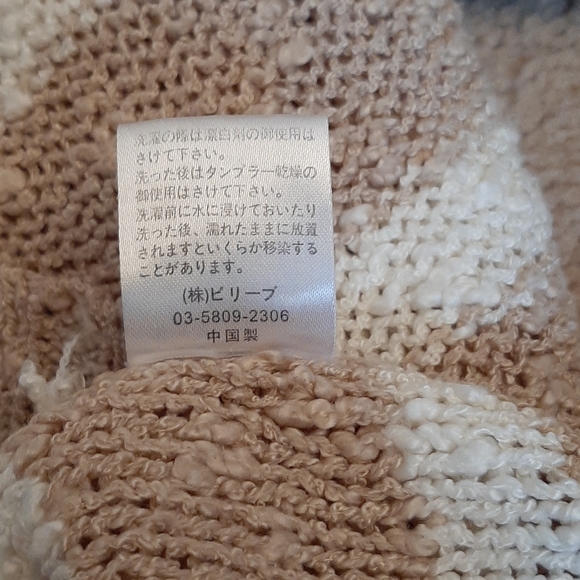 洗濯の際は漂白剤の御使用は
さけて下さい。
洗った後はタンブラー乾燥の
御使用はさけて下さい。
洗濯前に水に浸けておいたり
洗った後、濡れたままに放置
されますといくらか移染する
ことがあります。
(株)ビリーブ
03-5809-2306
中国製